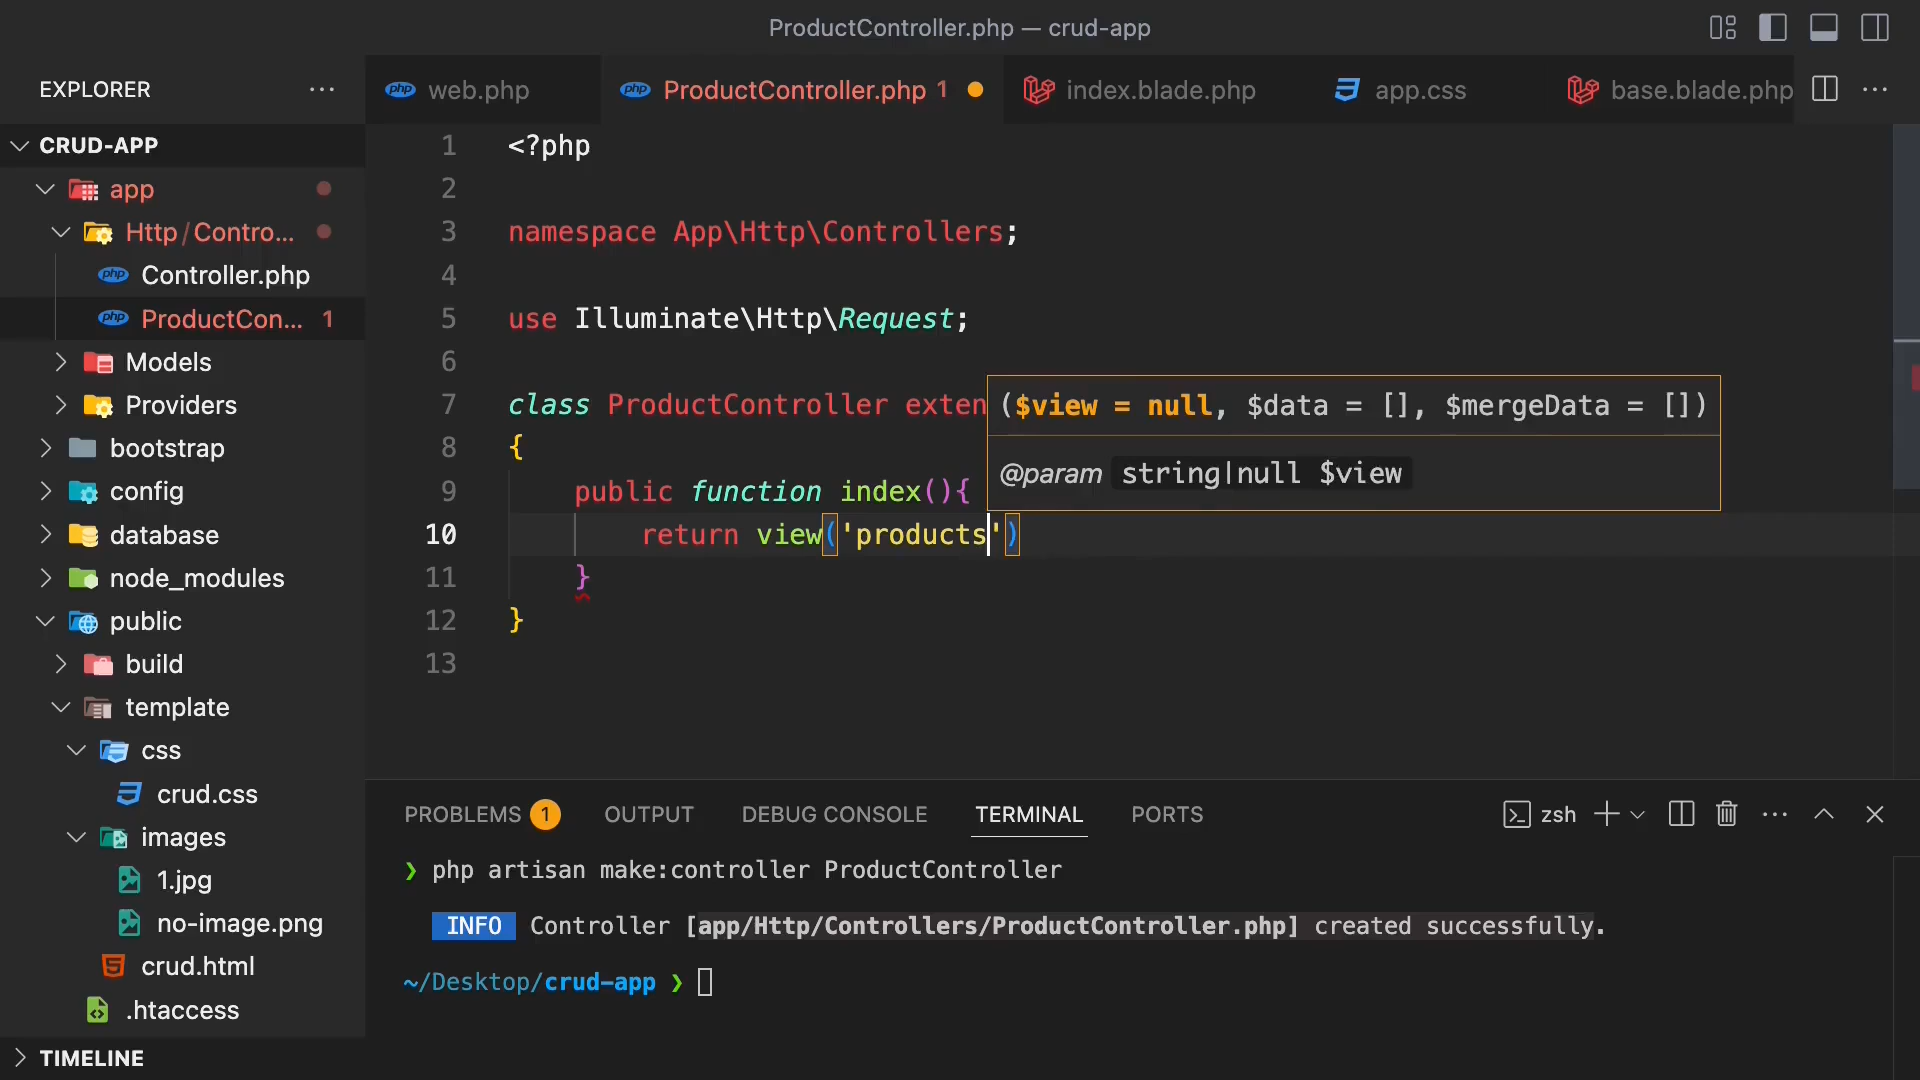 ProductController.php — crud-app
EXPLORER
CRUD-APP
app
Http/Contro...
Controller.php
ProductCon... 1
Models
Providers
bootstrap
config
database
node_modules
public
build
template
css
crud.css
images
1.jpg
no-image.png
crud.html
.htaccess
TIMELINE
php web.php
php ProductController.php 1
index.blade.php
app.css
base.blade.php
1 <?php
2
3 namespace App\Http\Controllers;
4
5 use Illuminate\Http\Request;
6
7 class ProductController exten
8 {
9 public function index(){
10 return view('products')
11 }
12 }
13
($view = null, $data = [], $mergeData = [])
@param string|null $view
PROBLEMS 1 OUTPUT DEBUG CONSOLE TERMINAL PORTS
zsh
❯ php artisan make:controller ProductController
INFO Controller [app/Http/Controllers/ProductController.php] created successfully.
~/Desktop/crud-app ❯